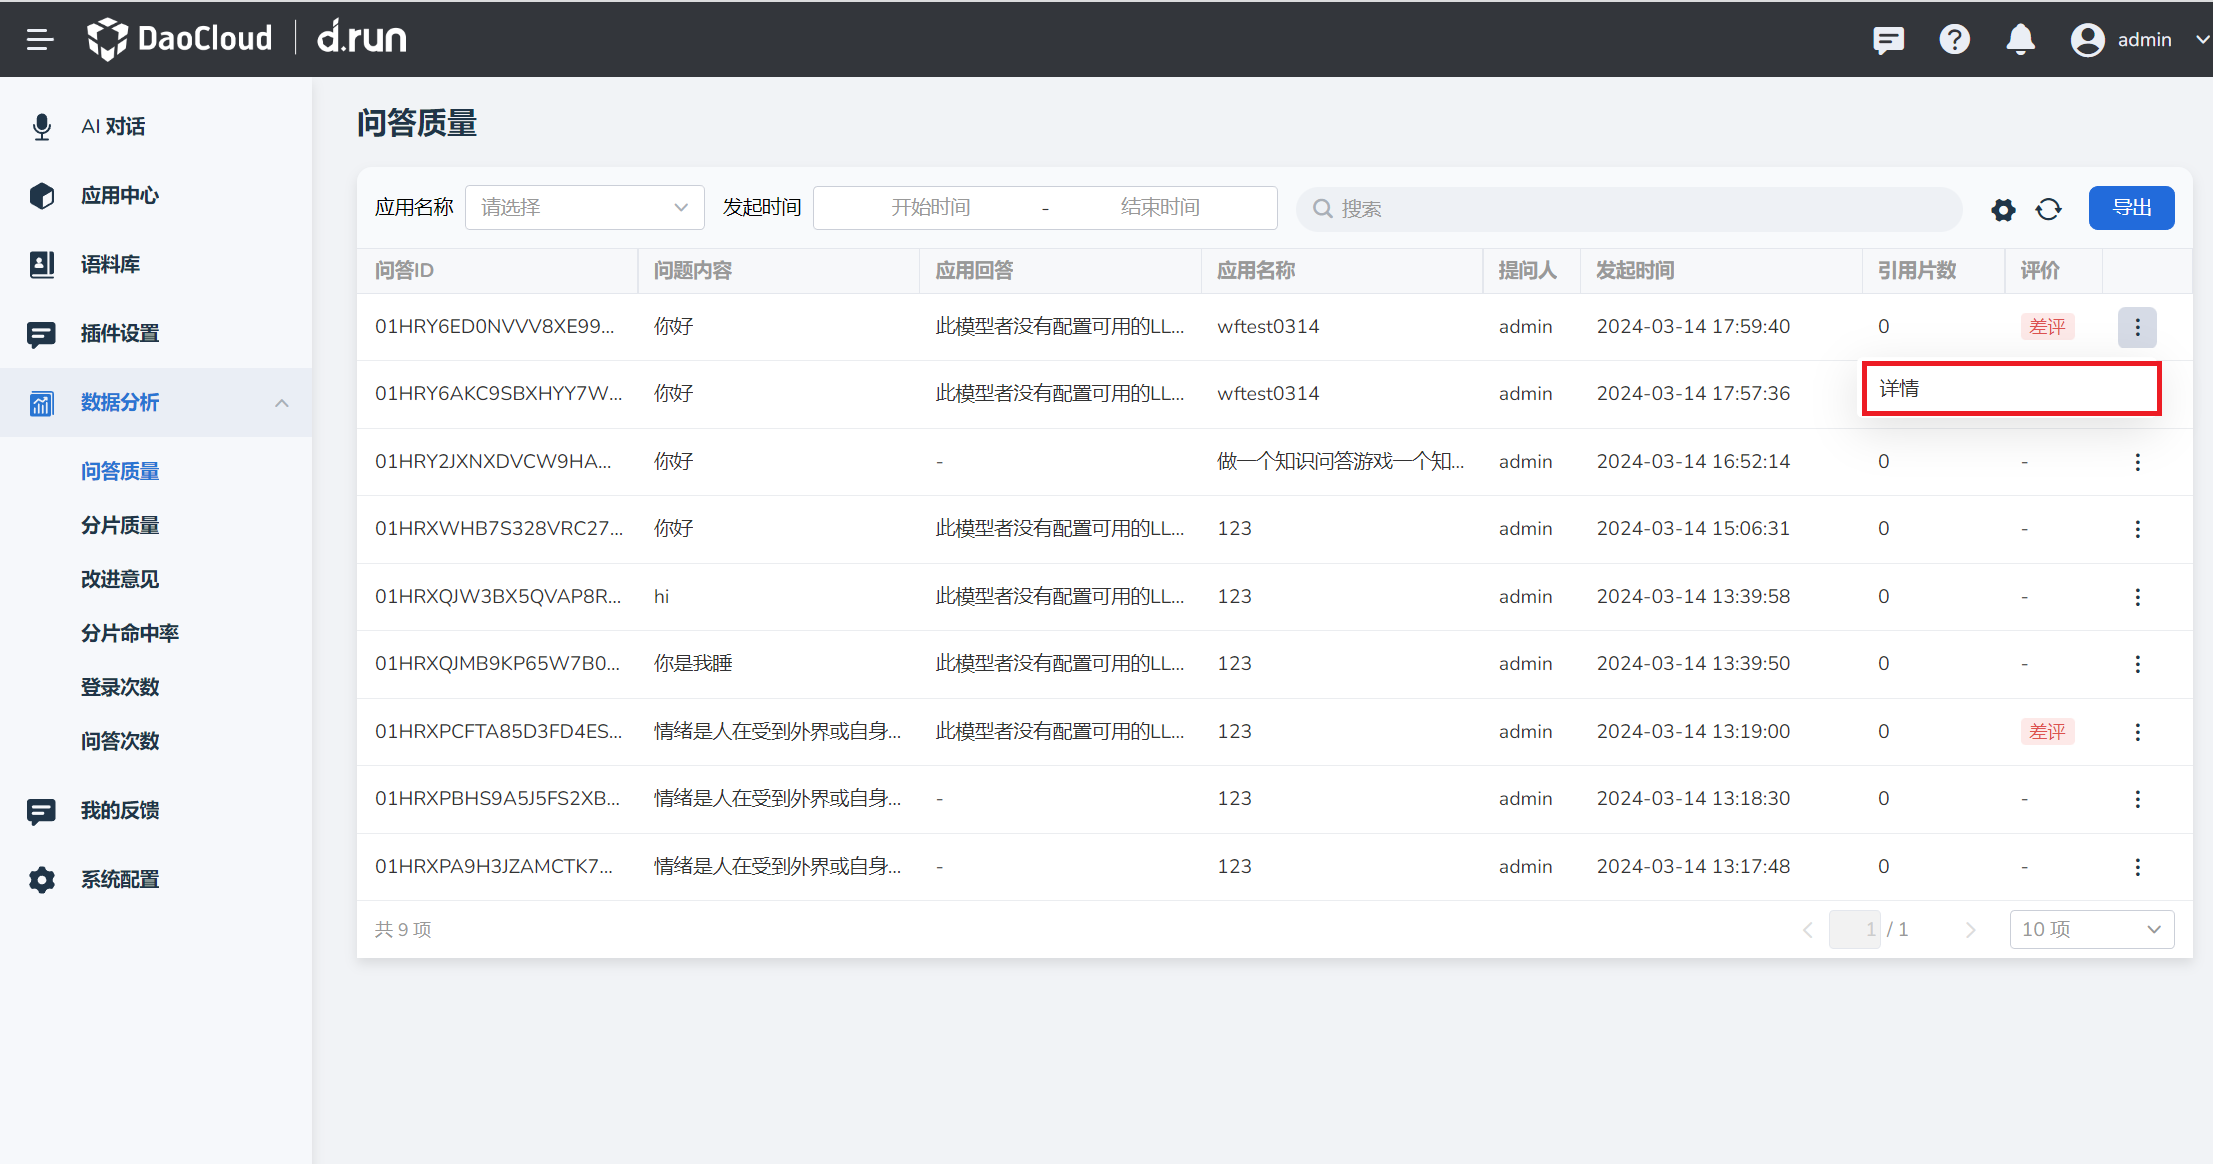 DaoCloud d.run
admin
AI 对话
应用中心
语料库
插件设置
数据分析
问答质量
分片质量
改进意见
分片命中率
登录次数
问答次数
我的反馈
系统配置
问答质量
应用名称 请选择 发起时间 开始时间 - 结束时间 搜索 导出
问答ID 问题内容 应用回答 应用名称 提问人 发起时间 引用片数 评价
01HRY6ED0NVVV8XE99... 你好 此模型者没有配置可用的LL... wftest0314 admin 2024-03-14 17:59:40 0 差评
01HRY6AKC9SBXHYY7W... 你好 此模型者没有配置可用的LL... wftest0314 admin 2024-03-14 17:57:36
详情
01HRY2JXNXDVCW9HA... 你好 - 做一个知识问答游戏一个知... admin 2024-03-14 16:52:14 0 -
01HRXWHB7S328VRC27... 你好 此模型者没有配置可用的LL... 123 admin 2024-03-14 15:06:31 0 -
01HRXQJW3BX5QVAP8R... hi 此模型者没有配置可用的LL... 123 admin 2024-03-14 13:39:58 0 -
01HRXQJMB9KP65W7B0... 你是我睡 此模型者没有配置可用的LL... 123 admin 2024-03-14 13:39:50 0 -
01HRXPCFTA85D3FD4ES... 情绪是人在受到外界或自身... 此模型者没有配置可用的LL... 123 admin 2024-03-14 13:19:00 0 差评
01HRXPBHS9A5J5FS2XB... 情绪是人在受到外界或自身... - 123 admin 2024-03-14 13:18:30 0 -
01HRXPA9H3JZAMCTK7... 情绪是人在受到外界或自身... - 123 admin 2024-03-14 13:17:48 0 -
共 9 项 1 / 1 10 项